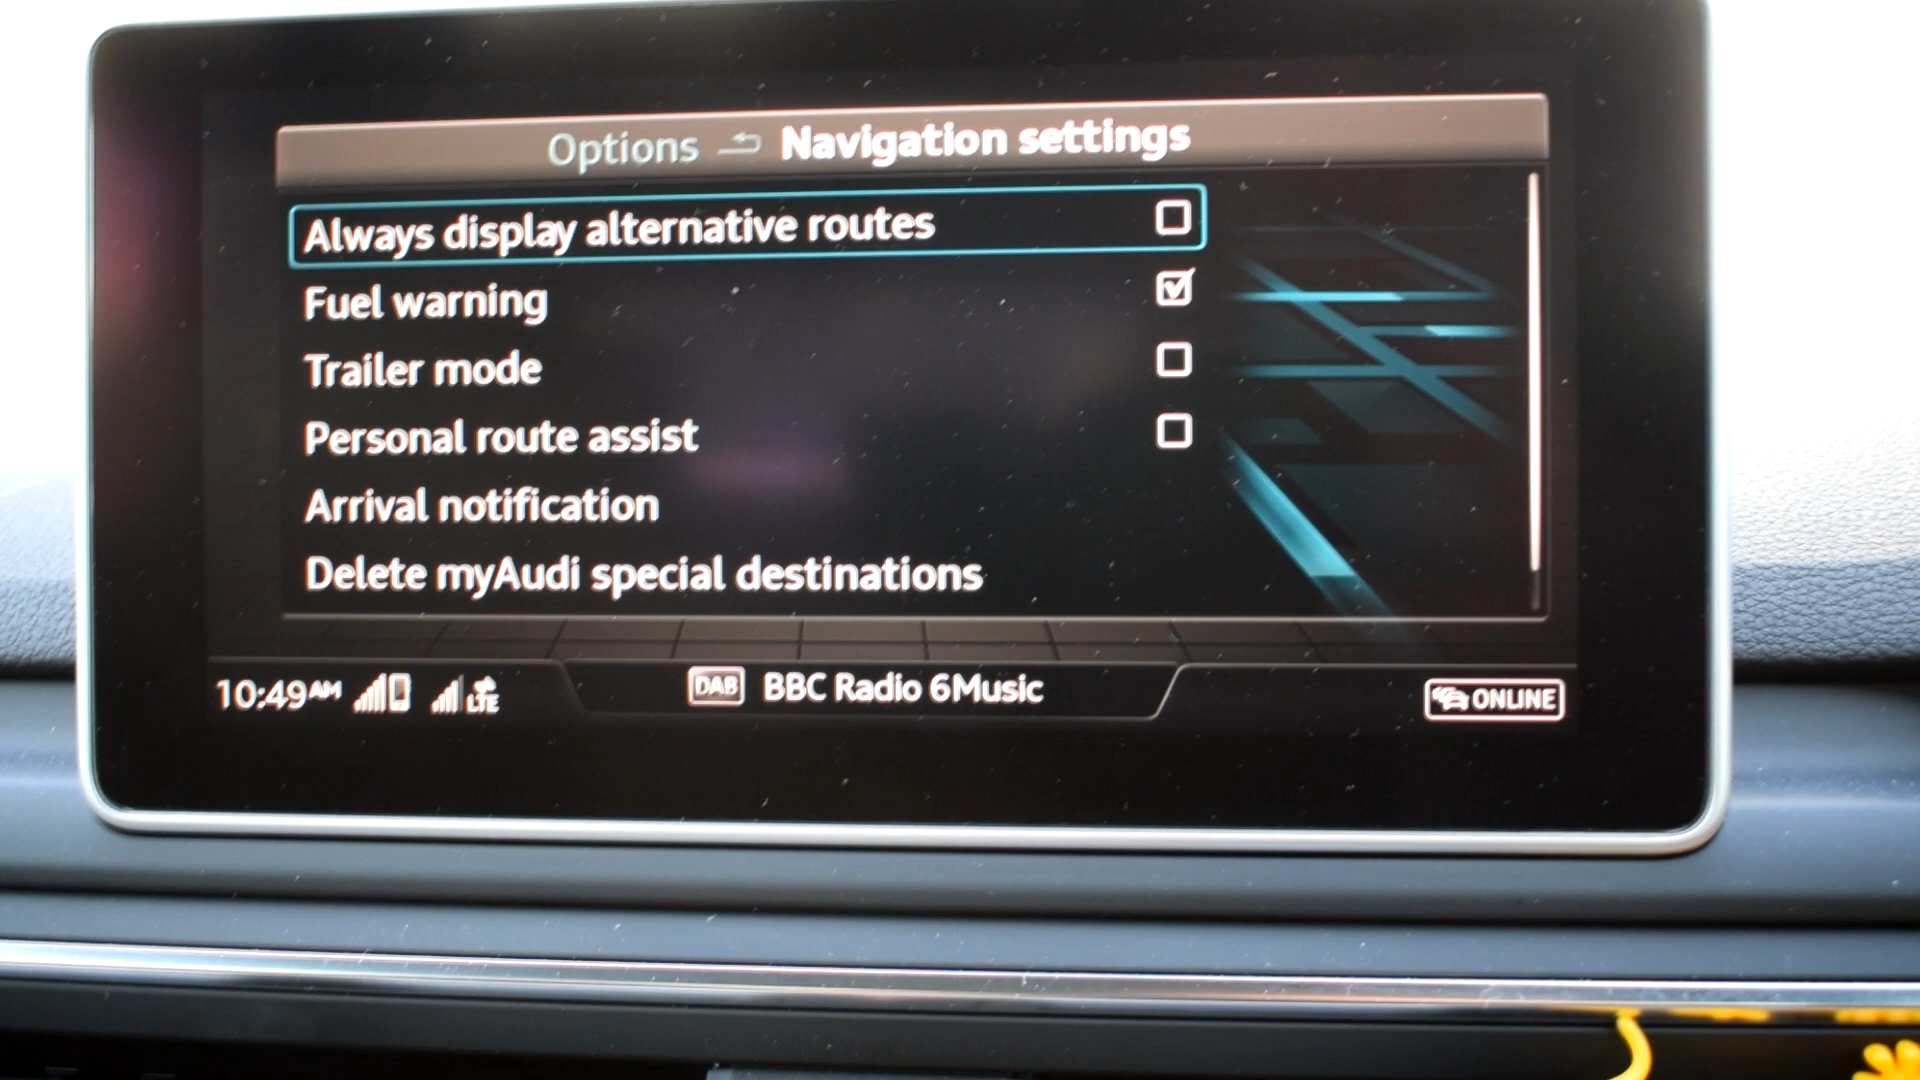 Options Navigation settings
Always display alternative routes
Fuel warning
Trailer mode
Personal route assist
Arrival notification
Delete myAudi special destinations
10:49AM LTE DAB BBC Radio 6Music ONLINE